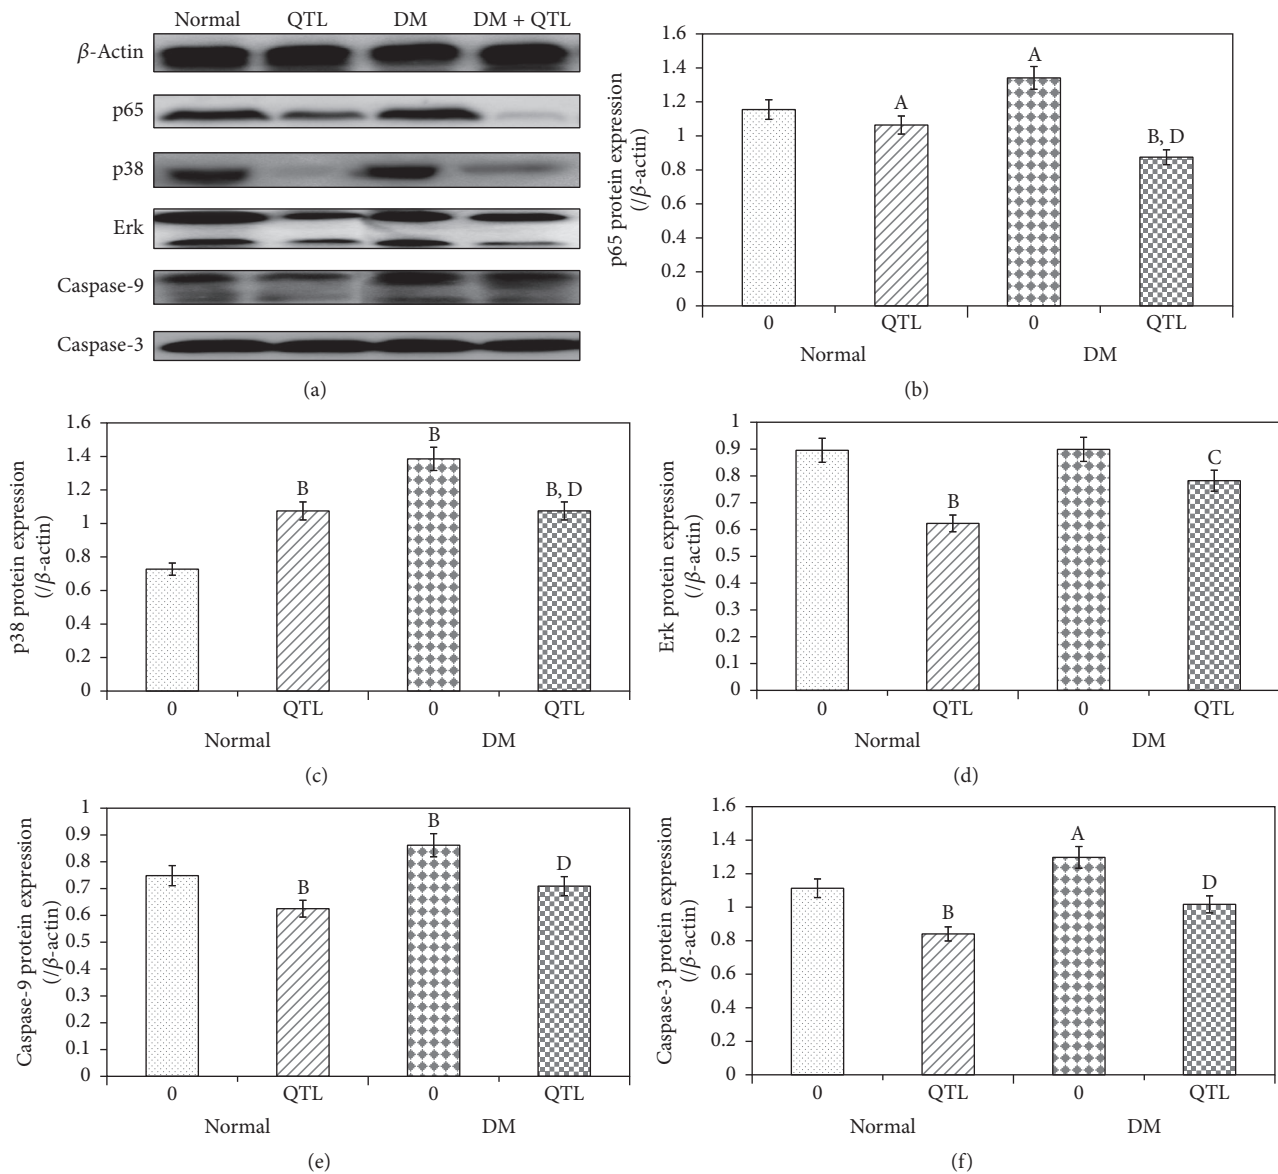 Normal QTL DM DM + QTL
β-Actin
p65
p38
Erk
Caspase-9
Caspase-3
(a)
p65 protein expression
(/β-actin)
1.6
1.4
1.2
1
0.8
0.6
0.4
0.2
0
A
A
B, D
0 QTL 0 QTL
Normal DM
(b)
p38 protein expression
(/β-actin)
1.6
1.4
1.2
1
0.8
0.6
0.4
0.2
0
B
B
B, D
0 QTL 0 QTL
Normal DM
(c)
Erk protein expression
(/β-actin)
1
0.9
0.8
0.7
0.6
0.5
0.4
0.3
0.2
0.1
0
B
C
0 QTL 0 QTL
Normal DM
(d)
Caspase-9 protein expression
(/β-actin)
1
0.9
0.8
0.7
0.6
0.5
0.4
0.3
0.2
0.1
0
B
B
D
0 QTL 0 QTL
Normal DM
(e)
Caspase-3 protein expression
(/β-actin)
1.6
1.4
1.2
1
0.8
0.6
0.4
0.2
0
B
A
D
0 QTL 0 QTL
Normal DM
(f)